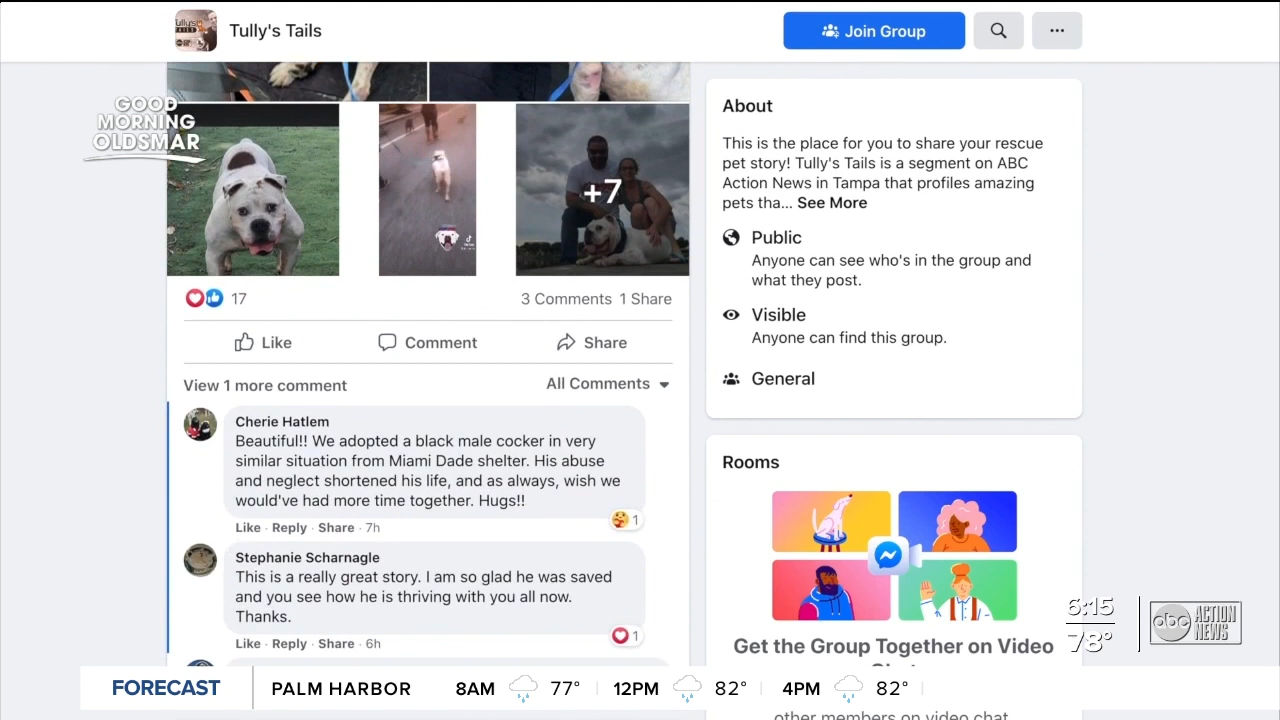 Tully's Tails
Join Group
GOOD
MORNING
OLDSMAR
+7
17
3 Comments 1 Share
Like
Comment
Share
View 1 more comment
All Comments
Cherie Hatlem
Beautiful!! We adopted a black male cocker in very
similar situation from Miami Dade shelter. His abuse
and neglect shortened his life, and as always, wish we
would've had more time together. Hugs!!
Like · Reply · Share · 7h
1
Stephanie Scharnagle
This is a really great story. I am so glad he was saved
and you see how he is thriving with you all now.
Thanks.
Like · Reply · Share · 6h
1
About
This is the place for you to share your rescue
pet story! Tully's Tails is a segment on ABC
Action News in Tampa that profiles amazing
pets tha... See More
Public
Anyone can see who's in the group and
what they post.
Visible
Anyone can find this group.
General
Rooms
Get the Group Together on Video
other members on video chat
6:15
78°
abc
ACTION
NEWS
FORECAST
PALM HARBOR
8AM 77°
12PM 82°
4PM 82°